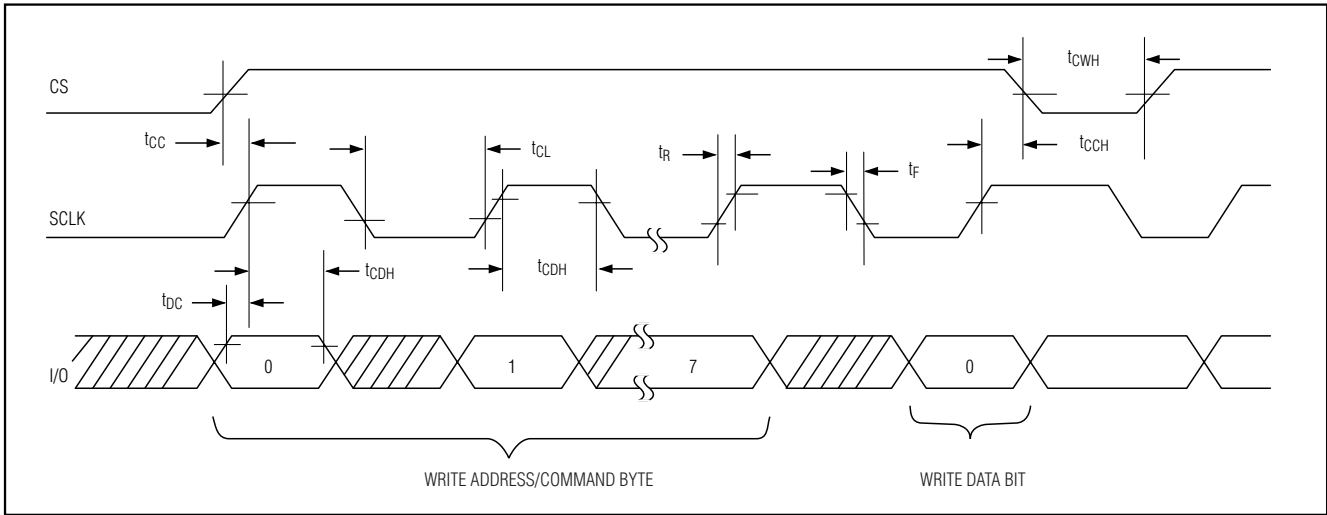 tCWH
CS
tCC
tCL
tR
tCCH
tF
SCLK
tCDH
tCDH
tDC
I/O
0
1
7
0
WRITE ADDRESS/COMMAND BYTE
WRITE DATA BIT